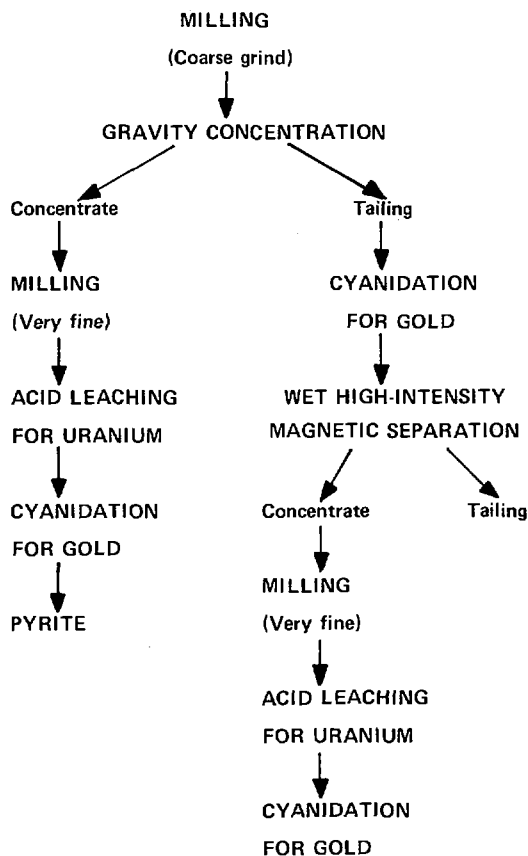 MILLING
(Coarse grind)
GRAVITY CONCENTRATION
Concentrate
Tailing
MILLING
(Very fine)
CYANIDATION
FOR GOLD
ACID LEACHING
FOR URANIUM
WET HIGH-INTENSITY
MAGNETIC SEPARATION
CYANIDATION
FOR GOLD
Concentrate
Tailing
PYRITE
MILLING
(Very fine)
ACID LEACHING
FOR URANIUM
CYANIDATION
FOR GOLD